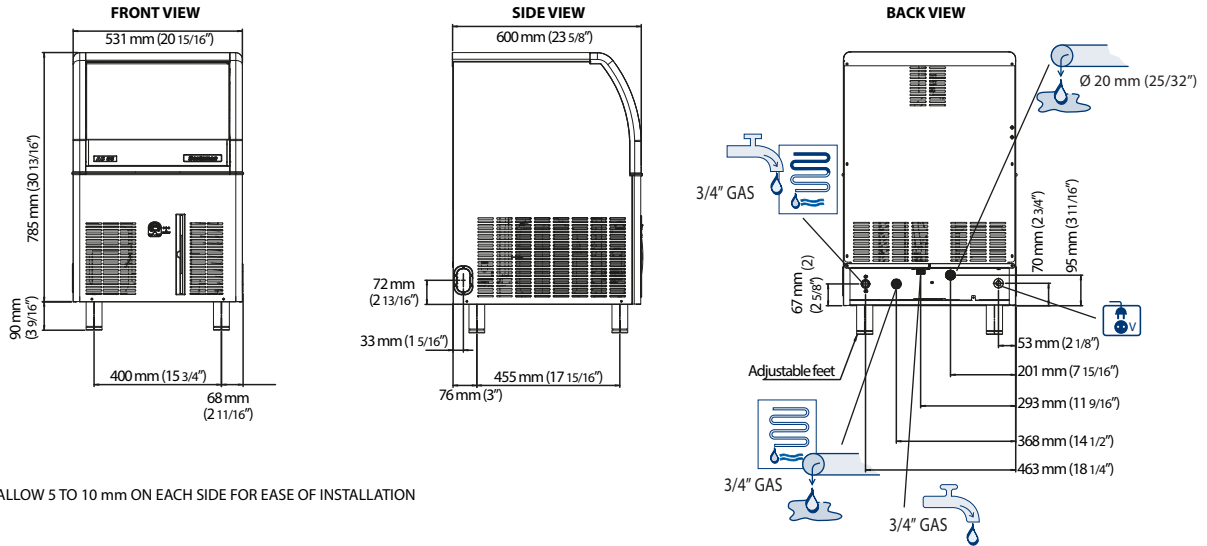 FRONT VIEW
531 mm (20 15/16”)
785 mm (30 13/16”)
90 mm
(3 9/16”)
400 mm (15 3/4”)
68 mm
(2 11/16”)
SIDE VIEW
600 mm (23 5/8”)
72 mm
(2 13/16”)
33 mm (1 5/16”)
455 mm (17 15/16”)
76 mm (3”)
BACK VIEW
Ø 20 mm (25/32”)
3/4” GAS
70 mm (2 3/4”)
95 mm (3 11/16”)
67 mm (2)
(2 5/8”)
V
53 mm (2 1/8”)
Adjustable feet
201 mm (7 15/16”)
293 mm (11 9/16”)
368 mm (14 1/2”)
463 mm (18 1/4”)
3/4” GAS
3/4” GAS
ALLOW 5 TO 10 mm ON EACH SIDE FOR EASE OF INSTALLATION